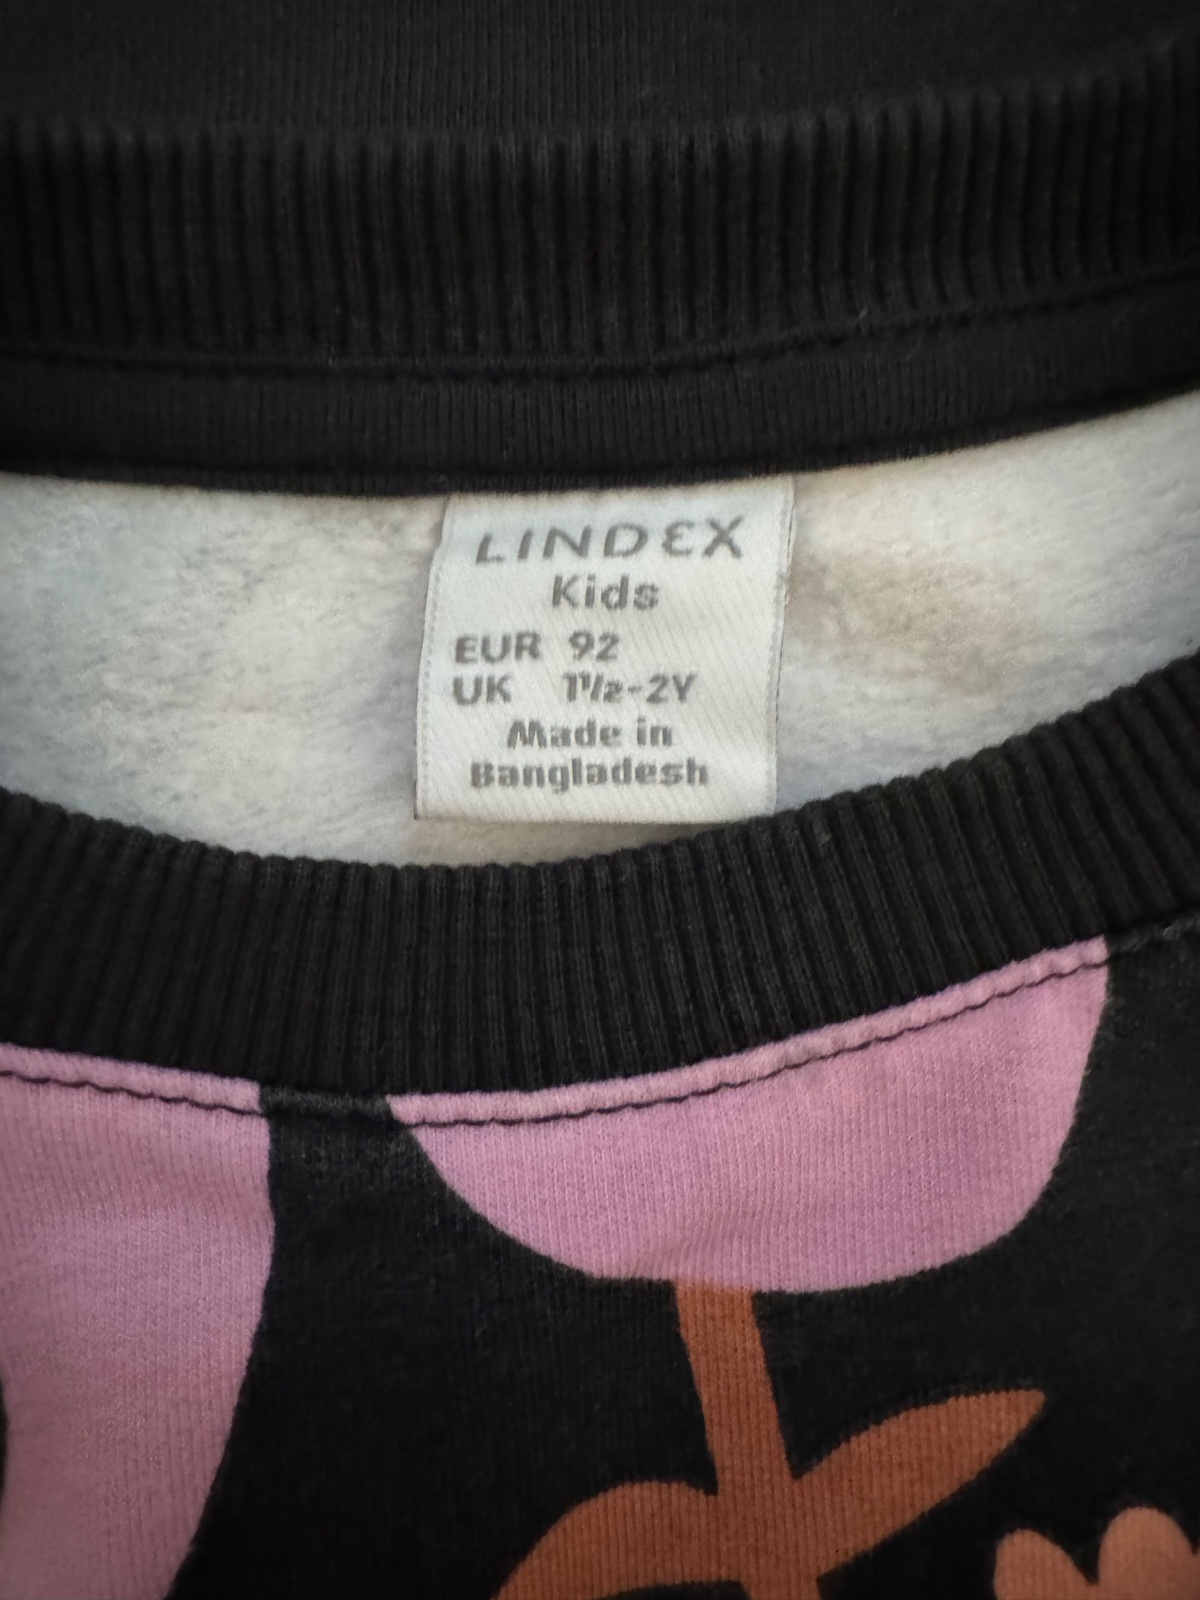 LINDEX
Kids
EUR 92
UK 1½-2Y
Made in
Bangladesh